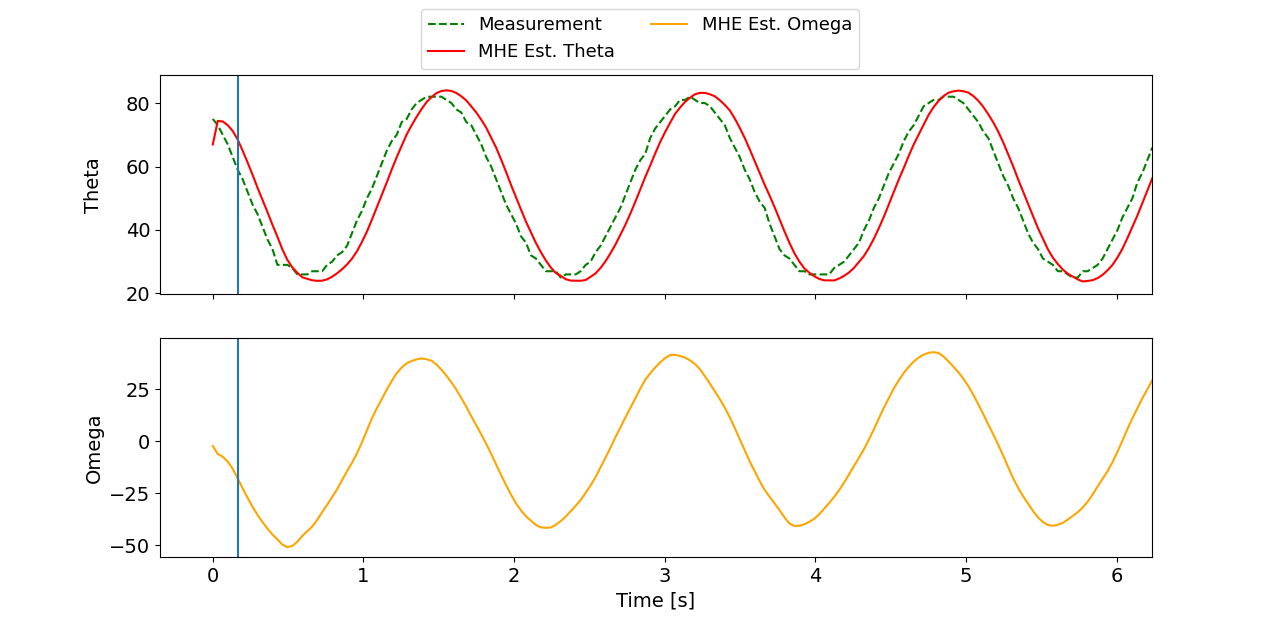 Measurement
MHE Est. Theta
MHE Est. Omega
Theta
80
60
40
20
Omega
25
0
−25
−50
0 1 2 3 4 5 6
Time [s]